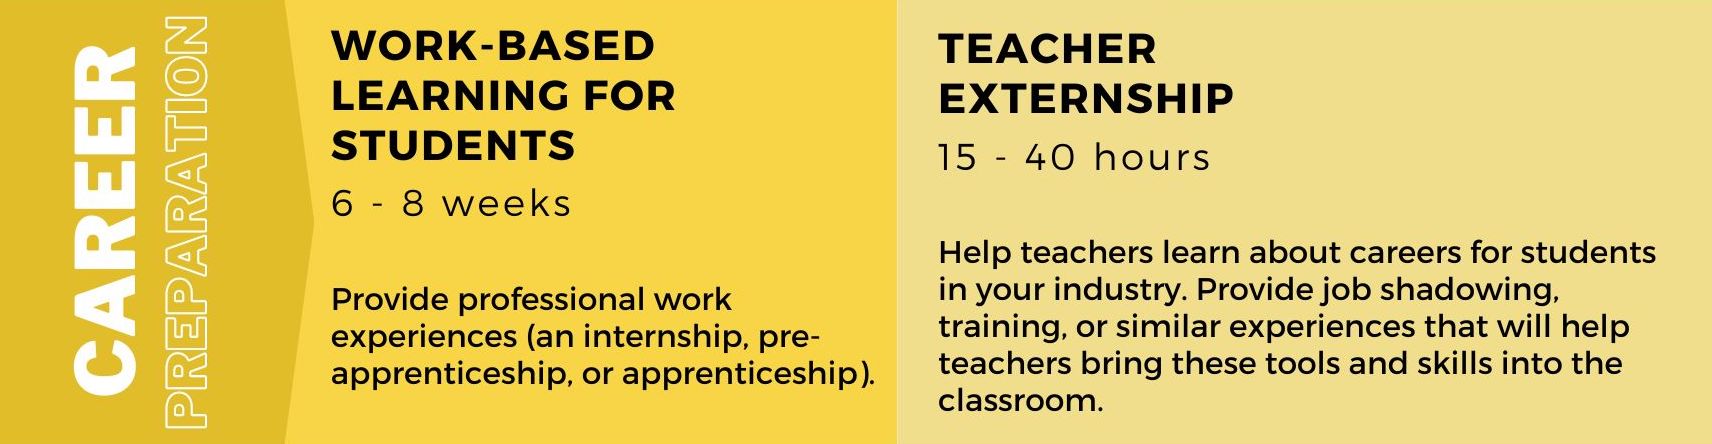 CAREER
PREPARATION
WORK-BASED
LEARNING FOR
STUDENTS
6 - 8 weeks
Provide professional work
experiences (an internship, pre-
apprenticeship, or apprenticeship).
TEACHER
EXTERNSHIP
15 - 40 hours
Help teachers learn about careers for students
in your industry. Provide job shadowing,
training, or similar experiences that will help
teachers bring these tools and skills into the
classroom.